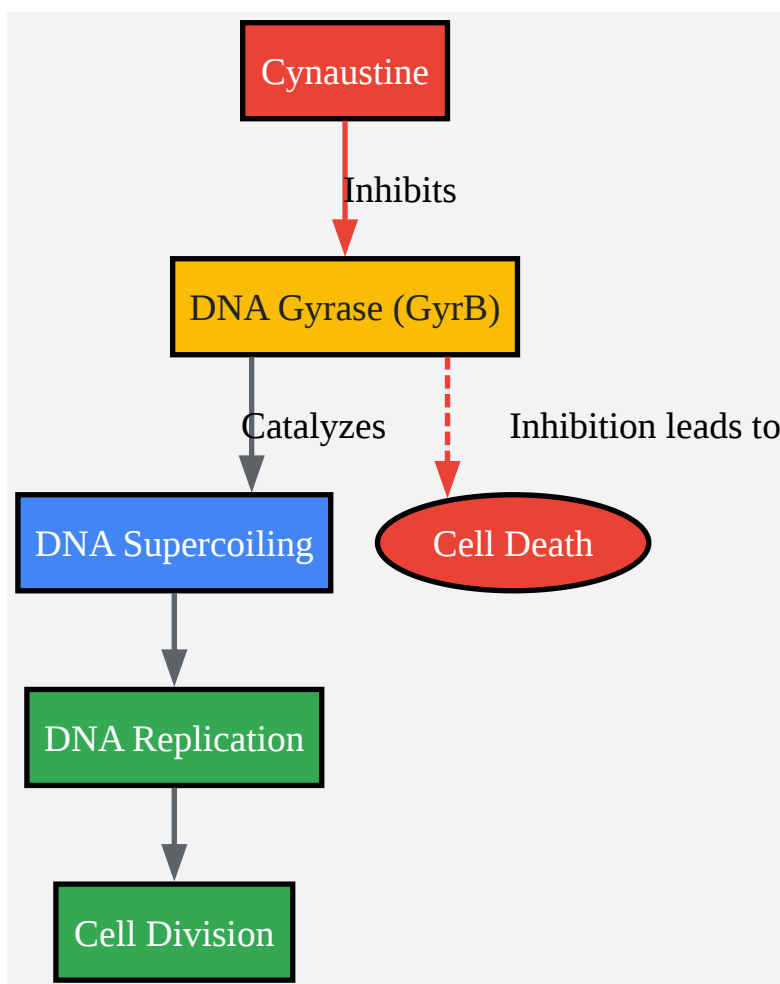 Cynaustine
Inhibits
DNA Gyrase (GyrB)
Catalyzes
Inhibition leads to
DNA Supercoiling
Cell Death
DNA Replication
Cell Division